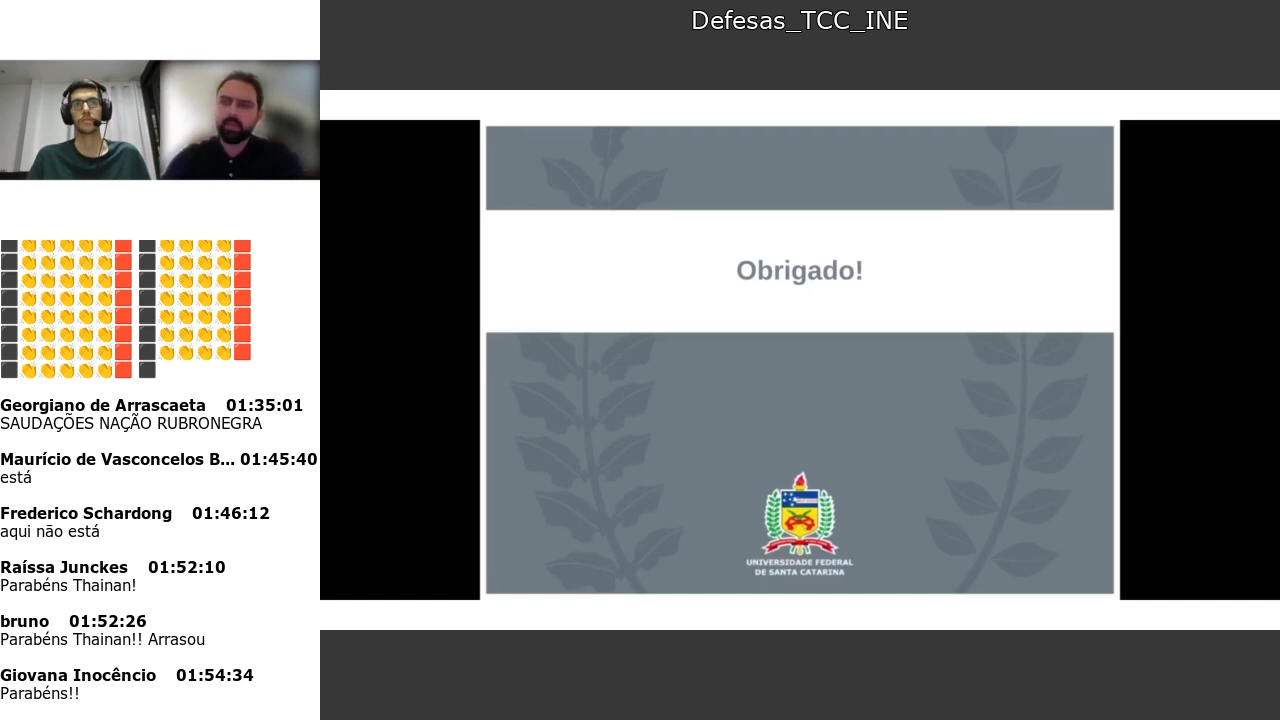 Defesas_TCC_INE
Obrigado!
UNIVERSIDADE FEDERAL
DE SANTA CATARINA
Georgiano de Arrascaeta 01:35:01
SAUDAÇÕES NAÇÃO RUBRONEGRA
Maurício de Vasconcelos B... 01:45:40
está
Frederico Schardong 01:46:12
aqui não está
Raíssa Junckes 01:52:10
Parabéns Thainan!
bruno 01:52:26
Parabéns Thainan!! Arrasou
Giovana Inocêncio 01:54:34
Parabéns!!